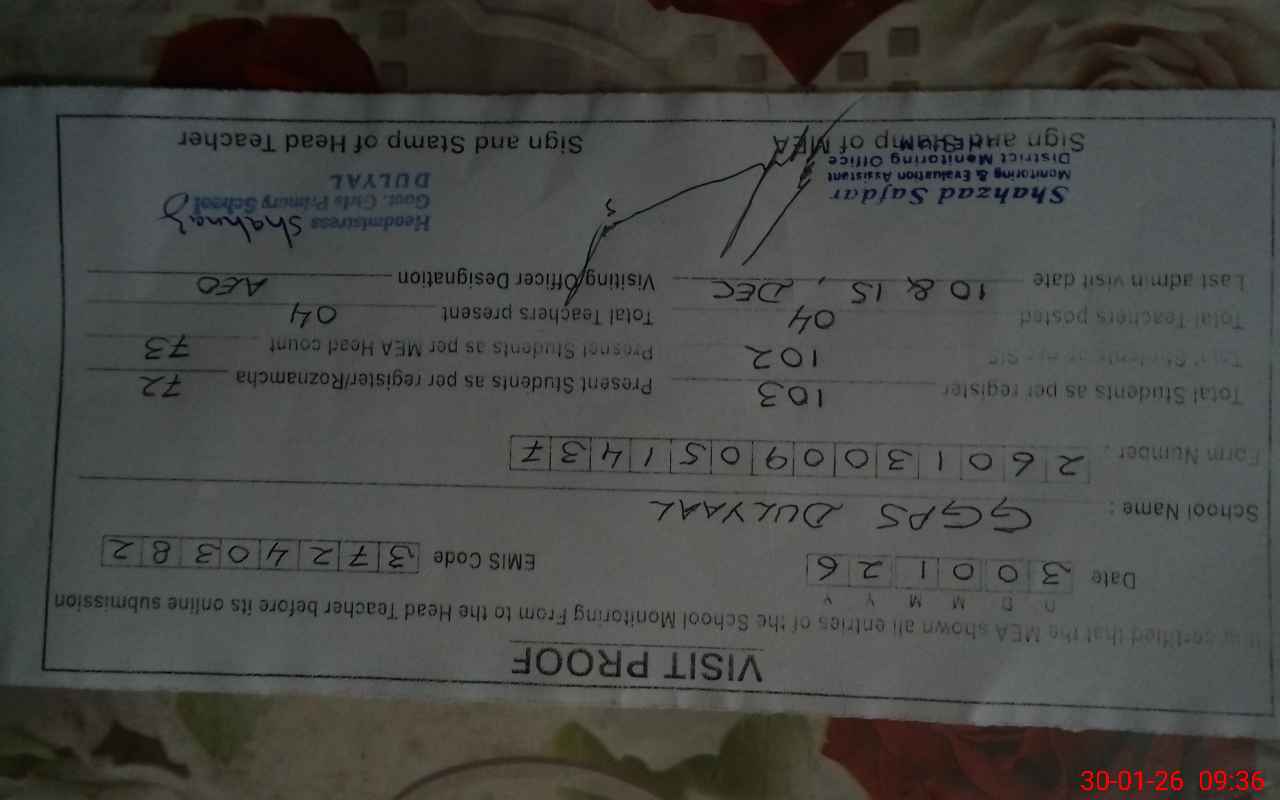 VISIT PROOF
certified that the MEA shown all entries of the School Monitoring From to the Head Teacher before its online submission
D D M M Y Y
Date 3 0 0 1 2 6 EMIS Code 3 7 2 4 0 3 8 2
School Name : GGPS DULYAAL
Form Number : 2 6 0 1 3 0 0 9 0 5 1 4 3 7
Total Students as per register 103 Present Students as per register/Roznamcha 72
Total Students SIS 102 Presnet Students as per MEA Head count 73
Total Teachers posted 04 Total Teachers present 04
Last admin visit date 10 & 15, DEC Visiting Officer Designation AEO
Shahzad Safdar Headmistress Shahnaz
Monitoring & Evaluation Assistant Govt. Girls Primary School
District Monitoring Office DULYAL
JHELUM
Sign and Stamp of MEA Sign and Stamp of Head Teacher
30-01-26 09:36